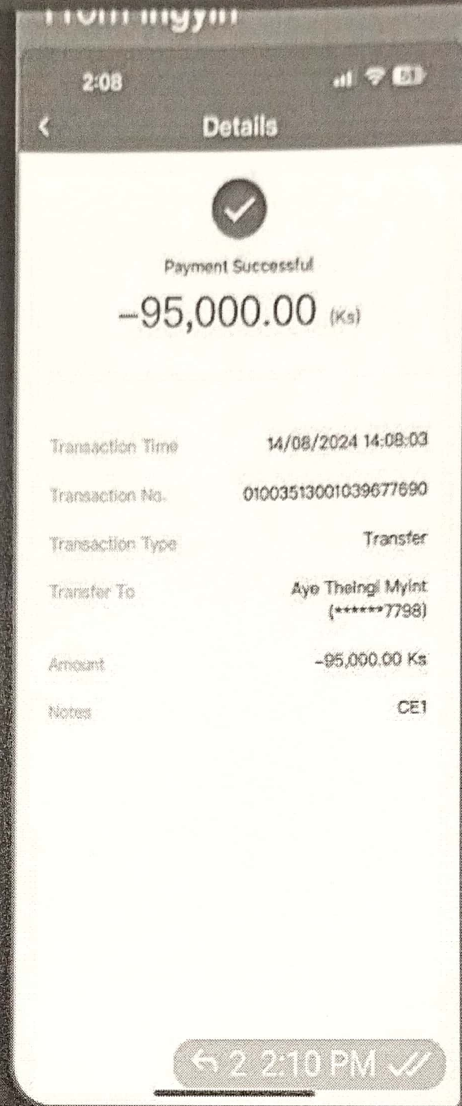 From Ingyin
2:08
Details
Payment Successful
-95,000.00 (Ks)
Transaction Time 14/08/2024 14:08:03
Transaction No. 01003513001039677690
Transaction Type Transfer
Transfer To Aye Theingi Myint
(******7798)
Amount -95,000.00 Ks
Notes CE1
2 2:10 PM